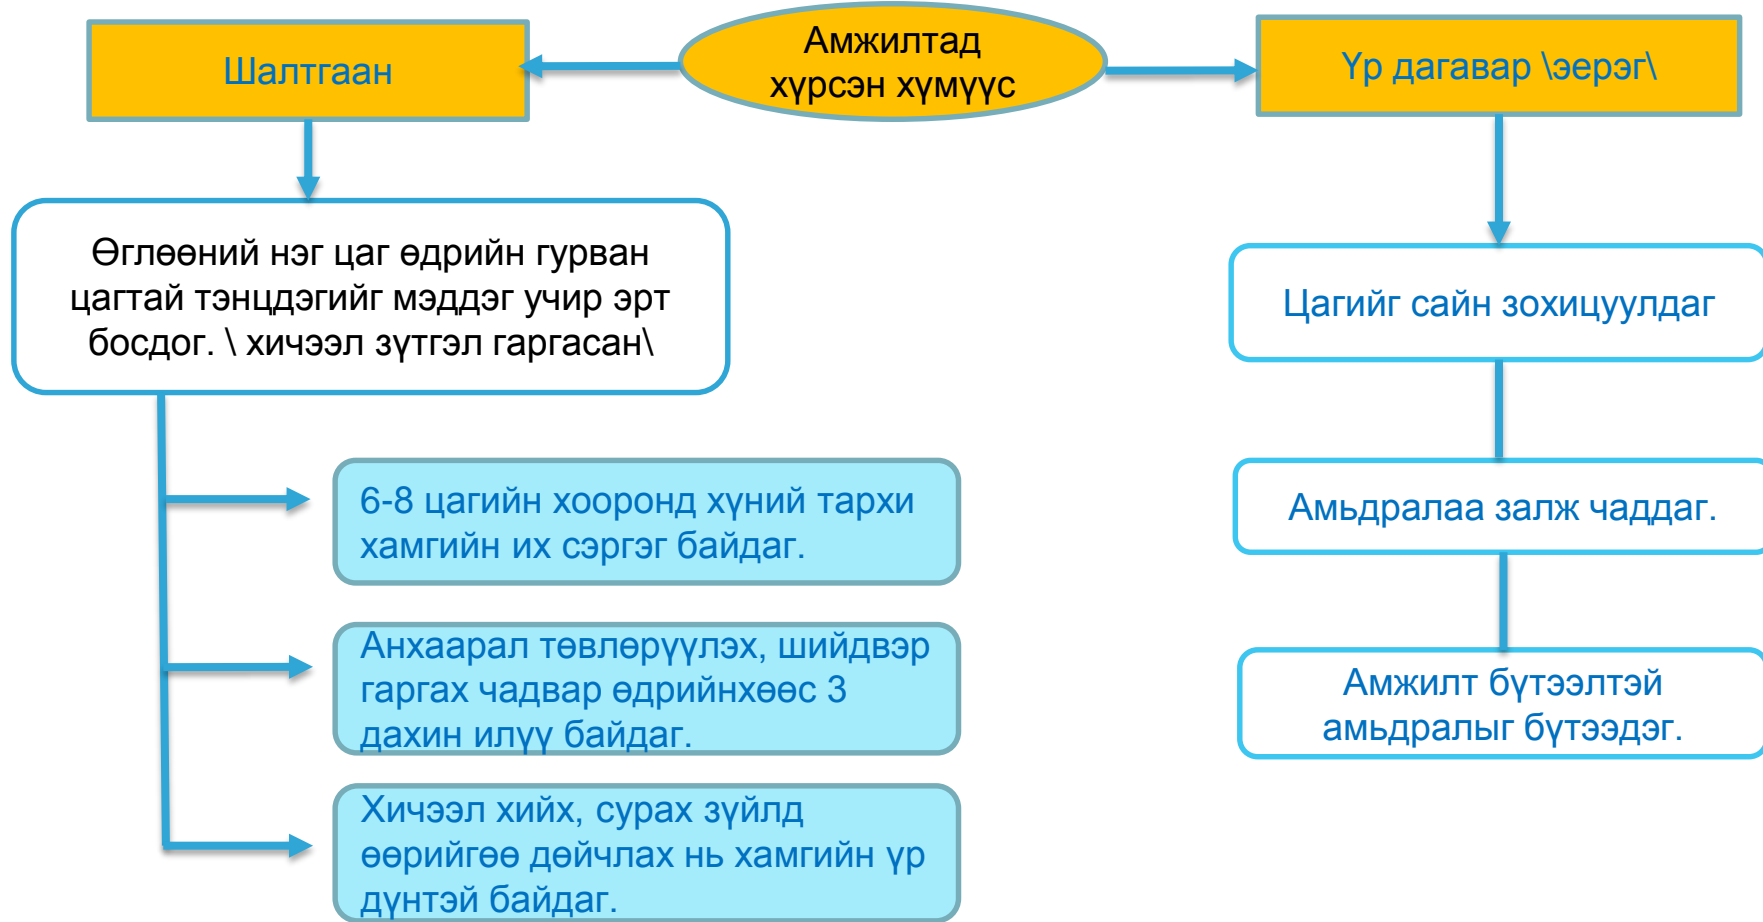 Амжилтад
хүрсэн хүмүүс
Шалтгаан
Үр дагавар \эерэг\
Өглөөний нэг цаг өдрийн гурван
цагтай тэнцдэгийг мэддэг учир эрт
босдог. \ хичээл зүтгэл гаргасан\
6-8 цагийн хооронд хүний тархи
хамгийн их сэргэг байдаг.
Анхаарал төвлөрүүлэх, шийдвэр
гаргах чадвар өдрийнхөөс 3
дахин илүү байдаг.
Хичээл хийх, сурах зүйлд
өөрийгөө дөйчлах нь хамгийн үр
дүнтэй байдаг.
Цагийг сайн зохицуулдаг
Амьдралаа залж чаддаг.
Амжилт бүтээлтэй
амьдралыг бүтээдэг.